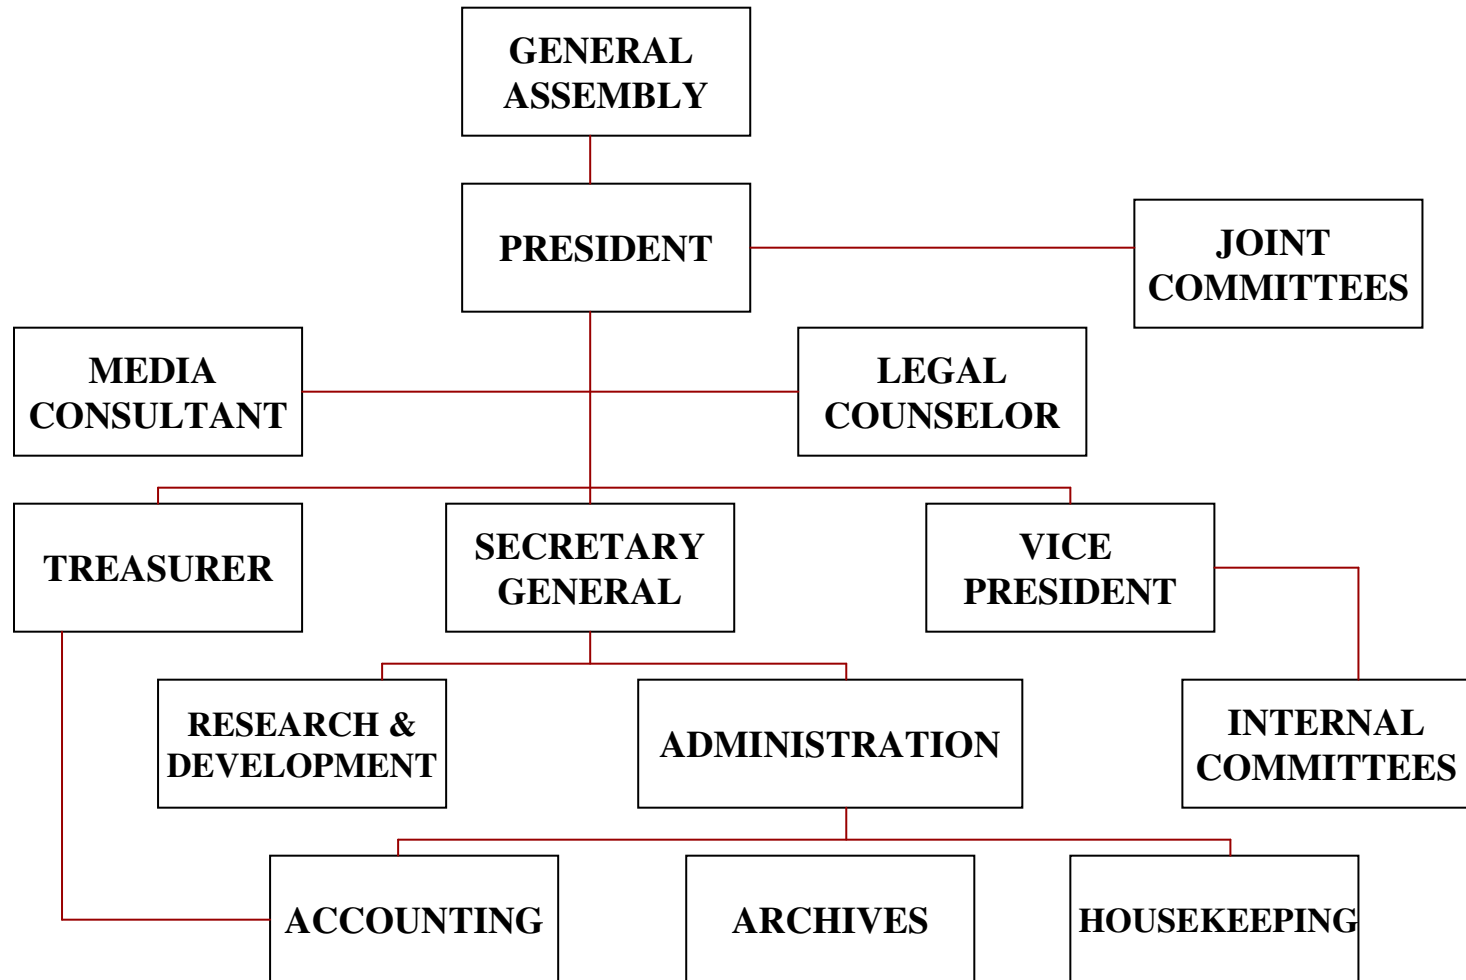 GENERAL
ASSEMBLY
PRESIDENT
JOINT
COMMITTEES
MEDIA
CONSULTANT
LEGAL
COUNSELOR
TREASURER
SECRETARY
GENERAL
VICE
PRESIDENT
RESEARCH &
DEVELOPMENT
ADMINISTRATION
INTERNAL
COMMITTEES
ACCOUNTING
ARCHIVES
HOUSEKEEPING